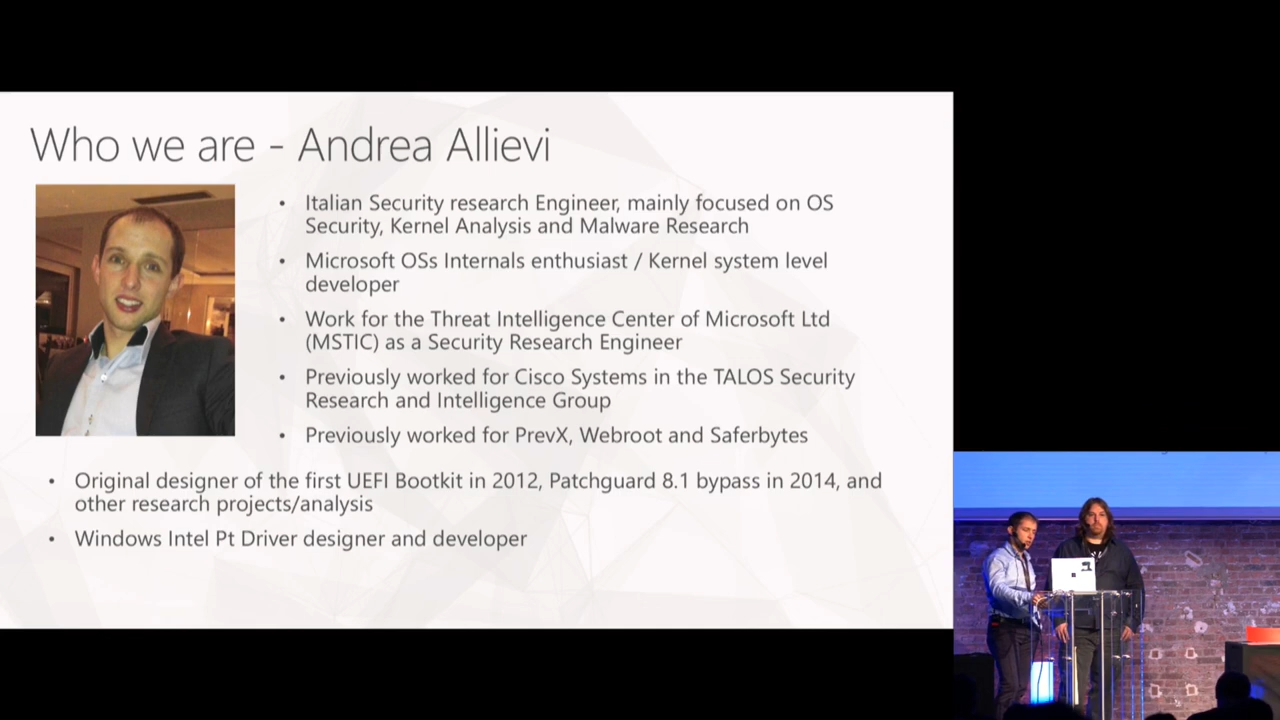 Who we are - Andrea Allievi
• Italian Security research Engineer, mainly focused on OS
Security, Kernel Analysis and Malware Research
• Microsoft OSs Internals enthusiast / Kernel system level
developer
• Work for the Threat Intelligence Center of Microsoft Ltd
(MSTIC) as a Security Research Engineer
• Previously worked for Cisco Systems in the TALOS Security
Research and Intelligence Group
• Previously worked for PrevX, Webroot and Saferbytes
• Original designer of the first UEFI Bootkit in 2012, Patchguard 8.1 bypass in 2014, and
other research projects/analysis
• Windows Intel Pt Driver designer and developer